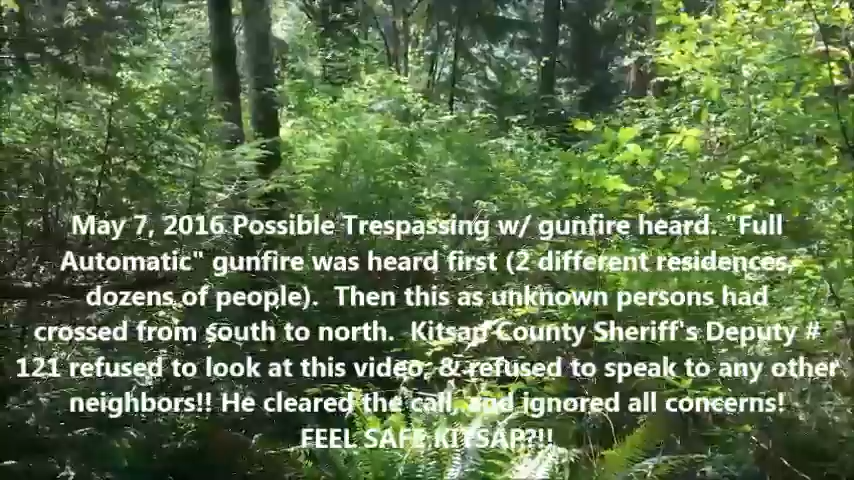 May 7, 2016 Possible Trespassing w/ gunfire heard. "Full
Automatic" gunfire was heard first (2 different residences,
dozens of people).  Then this as unknown persons had
crossed from south to north.  Kitsap County Sheriff's Deputy #
121 refused to look at this video, & refused to speak to any other
neighbors!! He cleared the call, and ignored all concerns!
FEEL SAFE KITSAP?!!